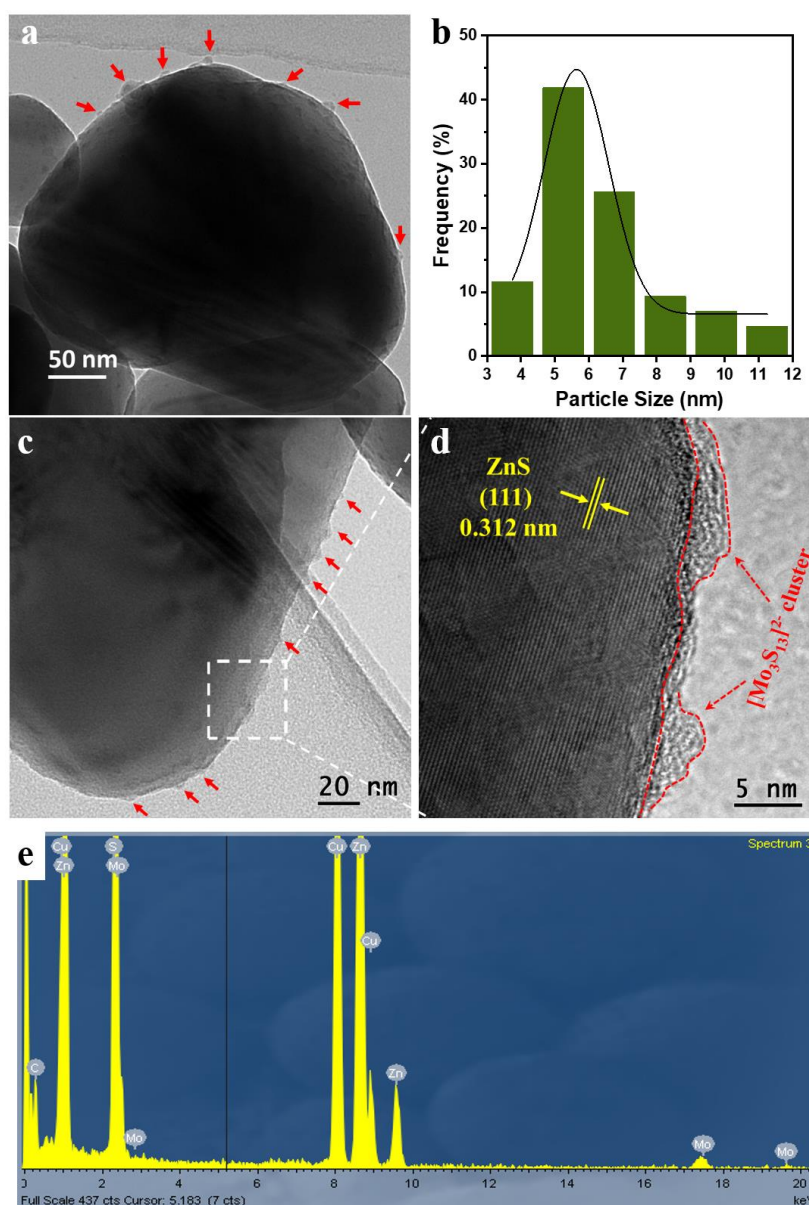 a
50 nm
b
50
40
30
20
10
0
Frequency (%)
3 4 5 6 7 8 9 10 11 12
Particle Size (nm)
c
20 nm
d
ZnS
(111)
0.312 nm
[Mo₃S₁₃]²⁻ cluster
5 nm
e
Spectrum 3
Cu S Cu Zn
Zn Mo
Cu
C Zn
Mo Mo Mo
0 2 4 6 8 10 12 14 16 18 20
Full Scale 437 cts Cursor: 5.183 (7 cts) keV